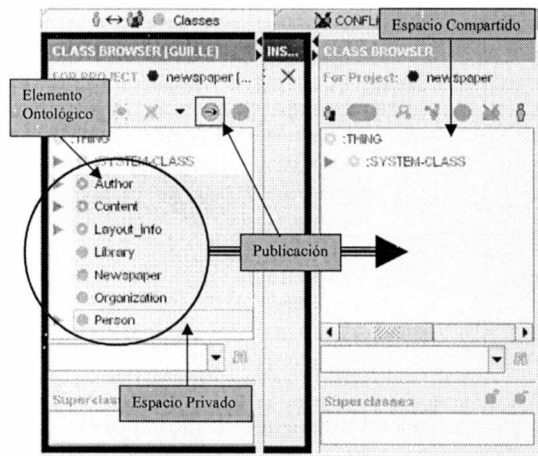 Classes
CONFL
Espacio Compartido
CLASS BROWSER [GUILLE]
INS...
CLASS BROWSER
FOR PROJECT newspaper [...
For Project: newspaper
Elemento
Ontológico
:THING
:SYSTEM-CLASS
Author
Content
Layout_info
Library
Newspaper
Organization
Person
:THING
:SYSTEM-CLASS
Publicación
Espacio Privado
Superclas
Superclasses